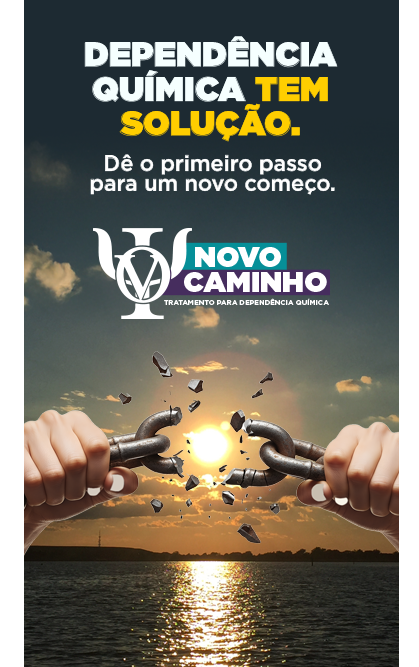 DEPENDÊNCIA
QUÍMICA TEM
SOLUÇÃO.
Dê o primeiro passo
para um novo começo.
NOVO
CAMINHO
TRATAMENTO PARA DEPENDÊNCIA QUÍMICA